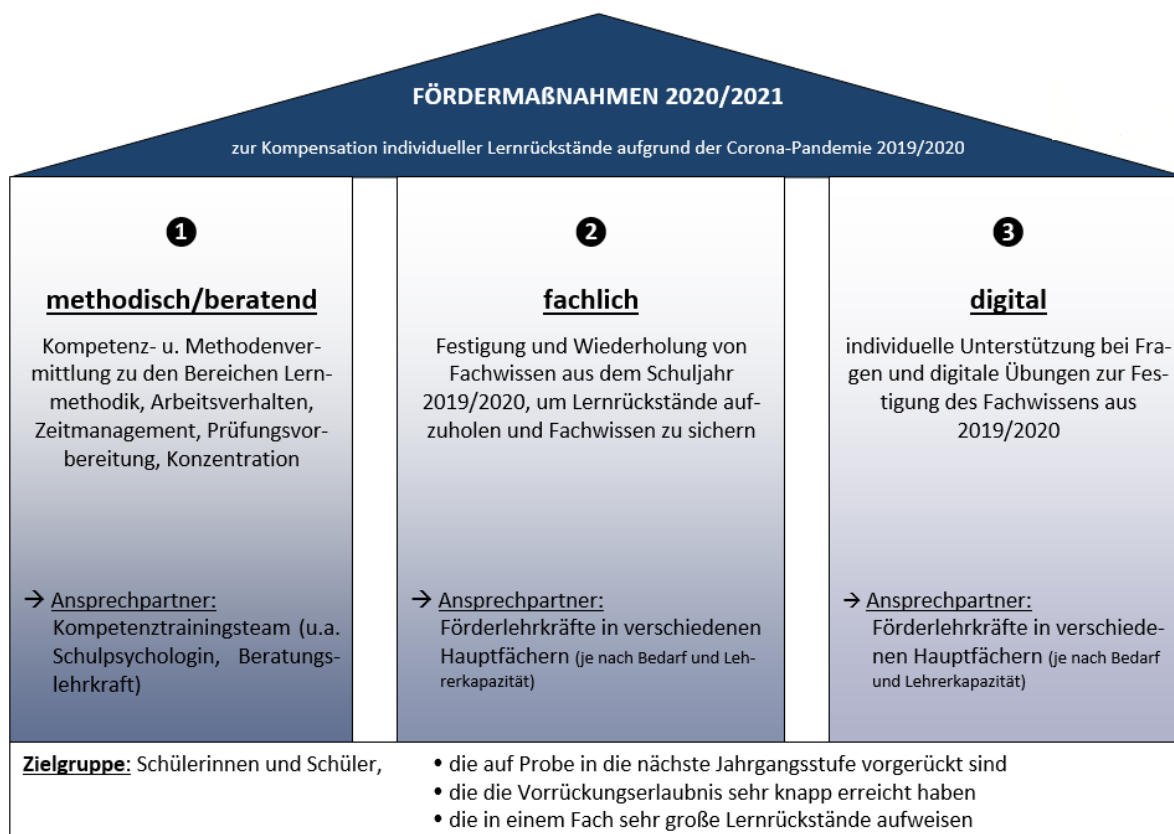 FÖRDERMAßNAHMEN 2020/2021
zur Kompensation individueller Lernrückstände aufgrund der Corona-Pandemie 2019/2020
❶
methodisch/beratend
Kompetenz- u. Methodenver-
mittlung zu den Bereichen Lern-
methodik, Arbeitsverhalten,
Zeitmanagement, Prüfungsvor-
bereitung, Konzentration
→ Ansprechpartner:
Kompetenztrainingsteam (u.a.
Schulpsychologin, Beratungs-
lehrkraft)
❷
fachlich
Festigung und Wiederholung von
Fachwissen aus dem Schuljahr
2019/2020, um Lernrückstände auf-
zuholen und Fachwissen zu sichern
→ Ansprechpartner:
Förderlehrkräfte in verschiedenen
Hauptfächern (je nach Bedarf und Leh-
rerkapazität)
❸
digital
individuelle Unterstützung bei Fra-
gen und digitale Übungen zur Fes-
tigung des Fachwissens aus
2019/2020
→ Ansprechpartner:
Förderlehrkräfte in verschiede-
nen Hauptfächern (je nach Bedarf
und Lehrerkapazität)
Zielgruppe: Schülerinnen und Schüler, • die auf Probe in die nächste Jahrgangsstufe vorgerückt sind
• die die Vorrückungserlaubnis sehr knapp erreicht haben
• die in einem Fach sehr große Lernrückstände aufweisen